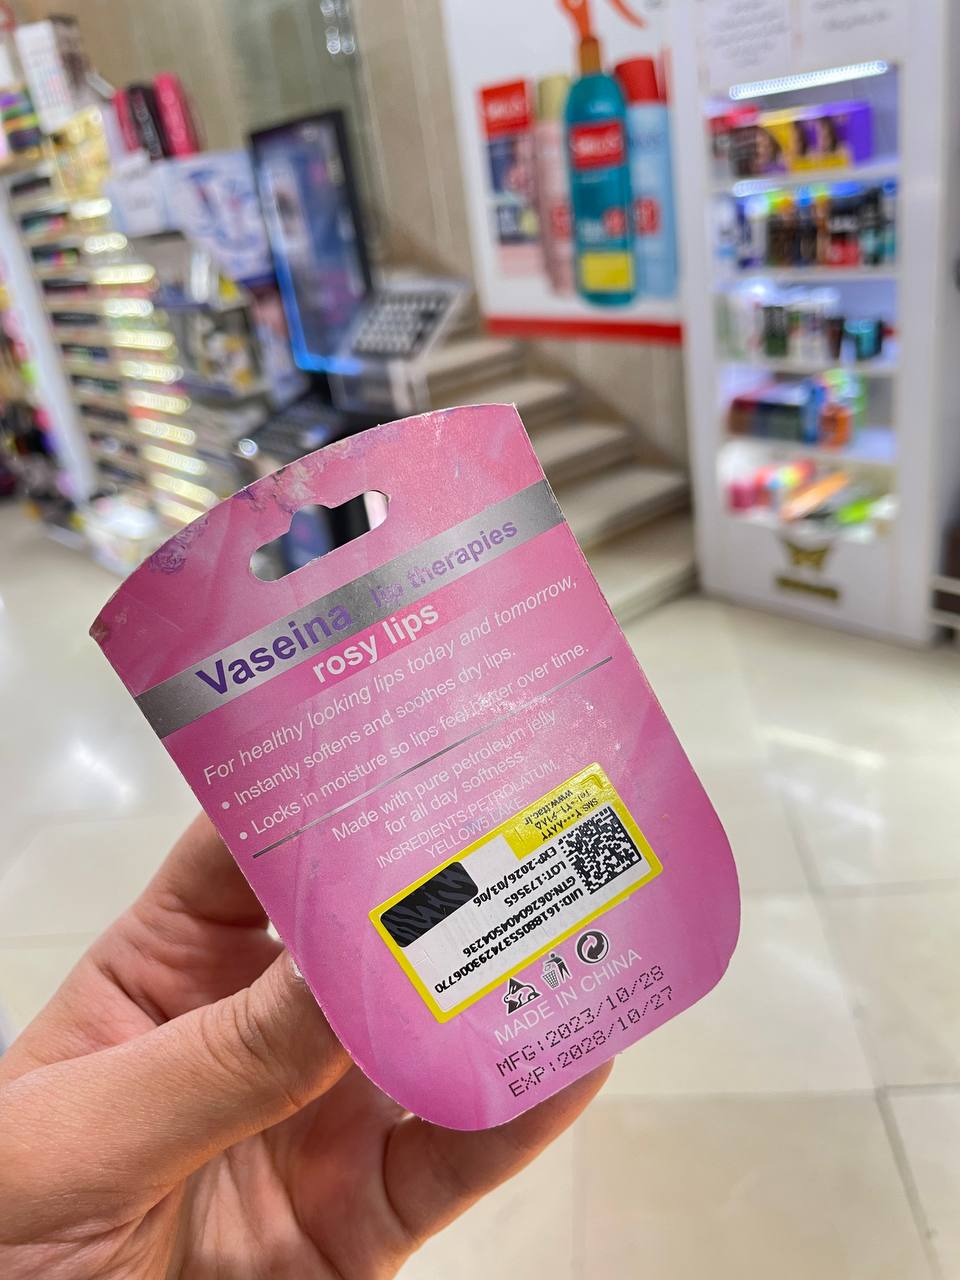 Vaseina lip therapies
rosy lips
For healthy looking lips today and tomorrow,
• Instantly softens and soothes dry lips.
• Locks in moisture so lips feel better over time.
Made with pure petroleum jelly
for all day softness.
INGREDIENTS:PETROLATUM,
YELLOW5 LAKE
UID:16188055374293006770
GTIN:06260404504236
LOT:173565
EXP:2026/03/06
www.ttac.ir
MADE IN CHINA
MFG:2023/10/28
EXP:2028/10/27